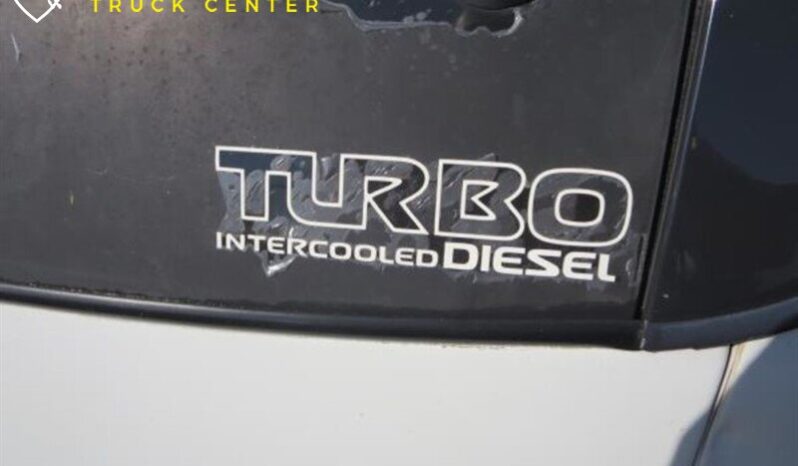 TRUCK CENTER
TURBO
INTERCOOLED DIESEL